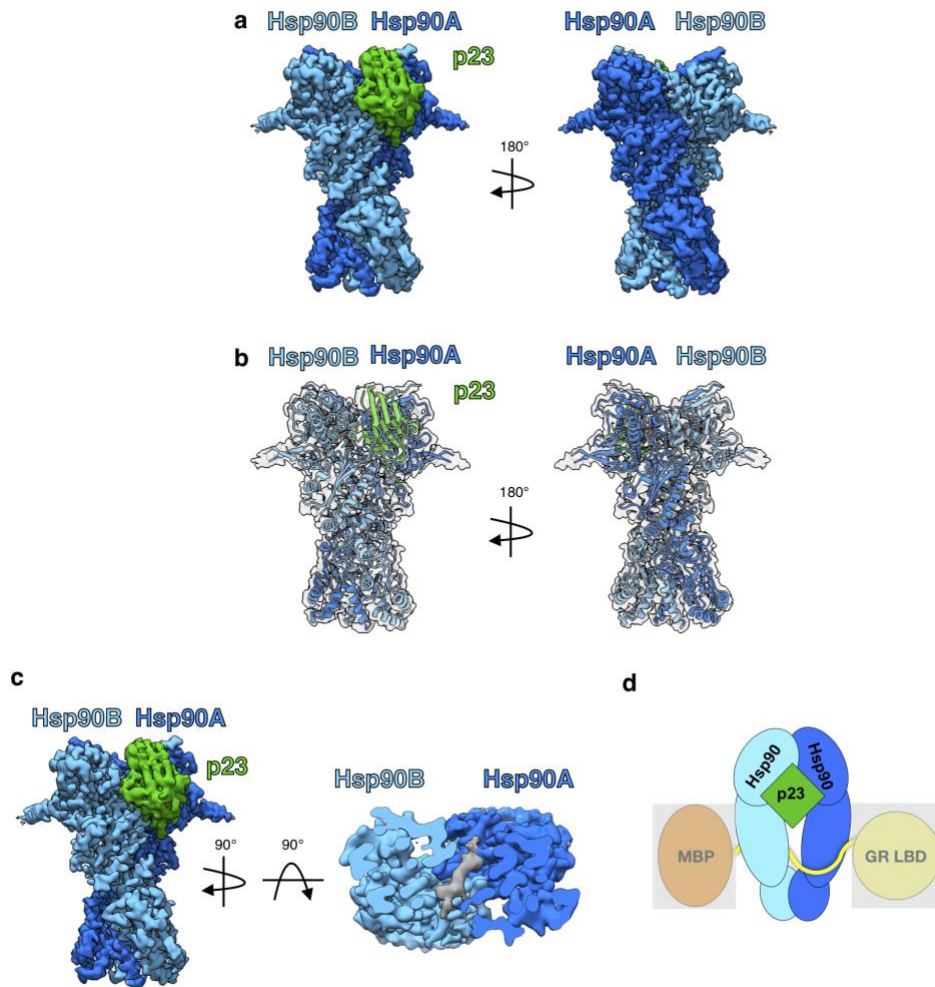 a
Hsp90B Hsp90A
p23
180°
Hsp90A Hsp90B
b
Hsp90B Hsp90A
p23
180°
Hsp90A Hsp90B
c
Hsp90B Hsp90A
p23
90°
90°
Hsp90B Hsp90A
d
Hsp90
Hsp90
p23
MBP
GR LBD